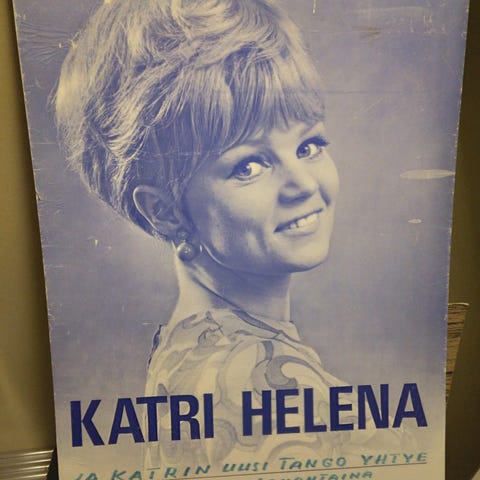 KATRI HELENA
JA KATRIN UUSI TANGO YHTYE